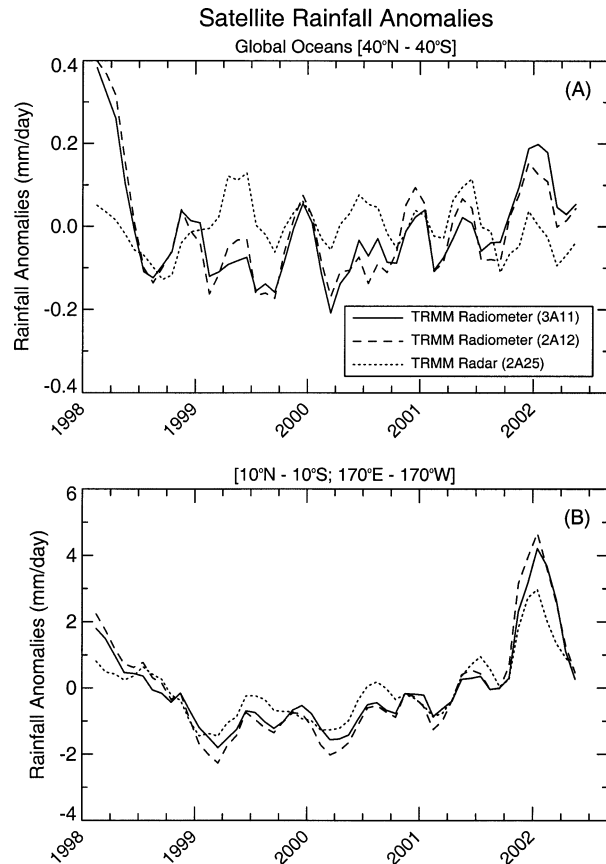 Satellite Rainfall Anomalies
Global Oceans [40°N - 40°S]
(A)
Rainfall Anomalies (mm/day)
0.4
0.2
0.0
-0.2
-0.4
TRMM Radiometer (3A11)
TRMM Radiometer (2A12)
TRMM Radar (2A25)
1998
1999
2000
2001
2002
[10°N - 10°S; 170°E - 170°W]
(B)
Rainfall Anomalies (mm/day)
6
4
2
0
-2
-4
1998
1999
2000
2001
2002